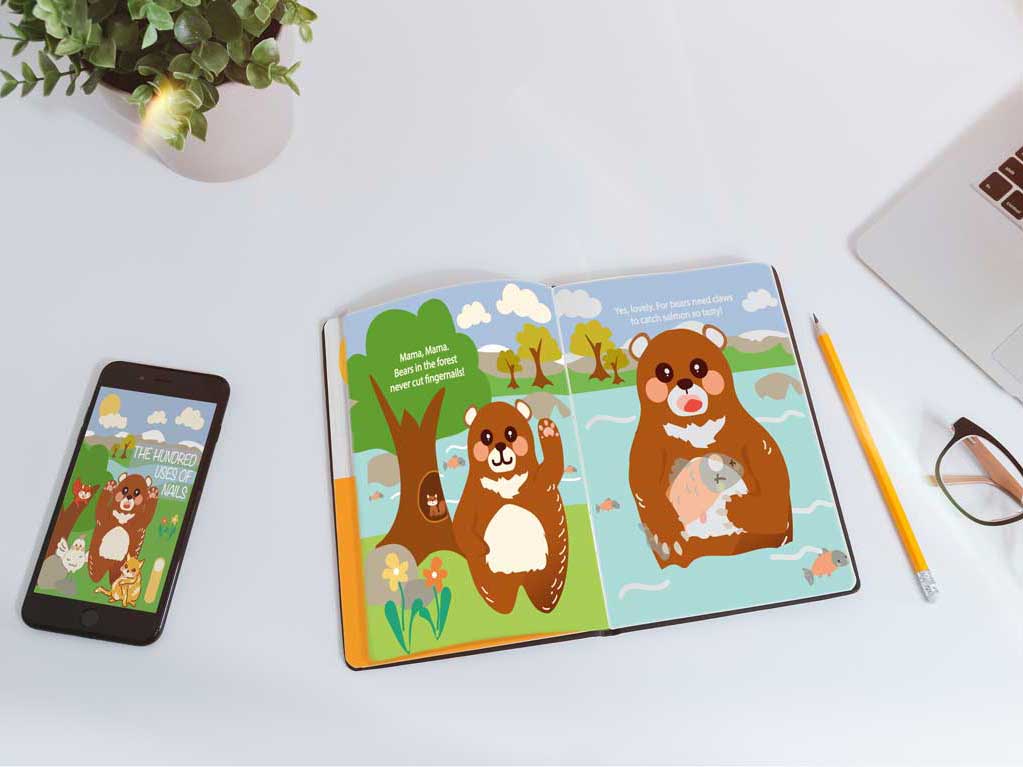 Mama, Mama.
Bears in the forest
never cut fingernails!
Yes, lovely. For bears need claws
to catch salmon so tasty!
THE HUNDRED
USES OF
NAILS